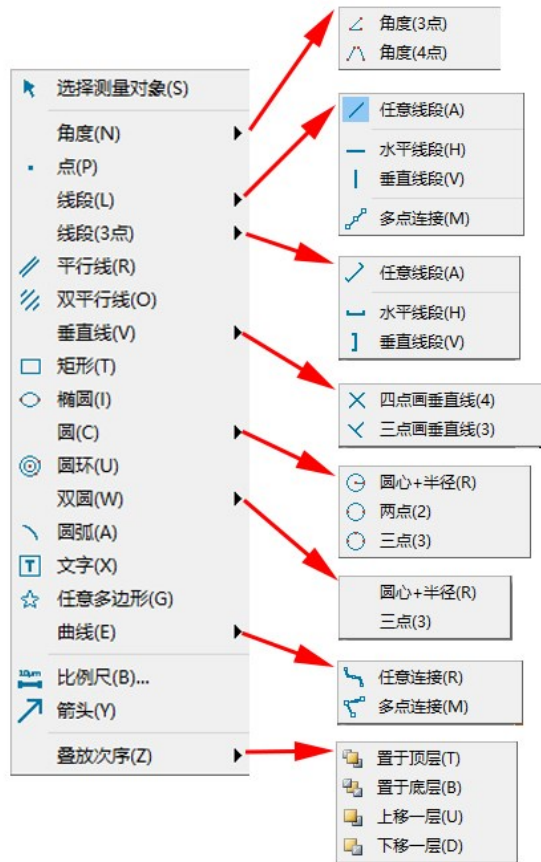 选择测量对象(S)
角度(N)
点(P)
线段(L)
线段(3点)
平行线(R)
双平行线(O)
垂直线(V)
矩形(T)
椭圆(I)
圆(C)
圆环(U)
双圆(W)
圆弧(A)
T 文字(X)
任意多边形(G)
曲线(E)
10μm 比例尺(B)...
箭头(Y)
叠放次序(Z)
角度(3点)
角度(4点)
任意线段(A)
水平线段(H)
垂直线段(V)
多点连接(M)
任意线段(A)
水平线段(H)
垂直线段(V)
四点画垂直线(4)
三点画垂直线(3)
圆心+半径(R)
两点(2)
三点(3)
圆心+半径(R)
三点(3)
任意连接(R)
多点连接(M)
置于顶层(T)
置于底层(B)
上移一层(U)
下移一层(D)